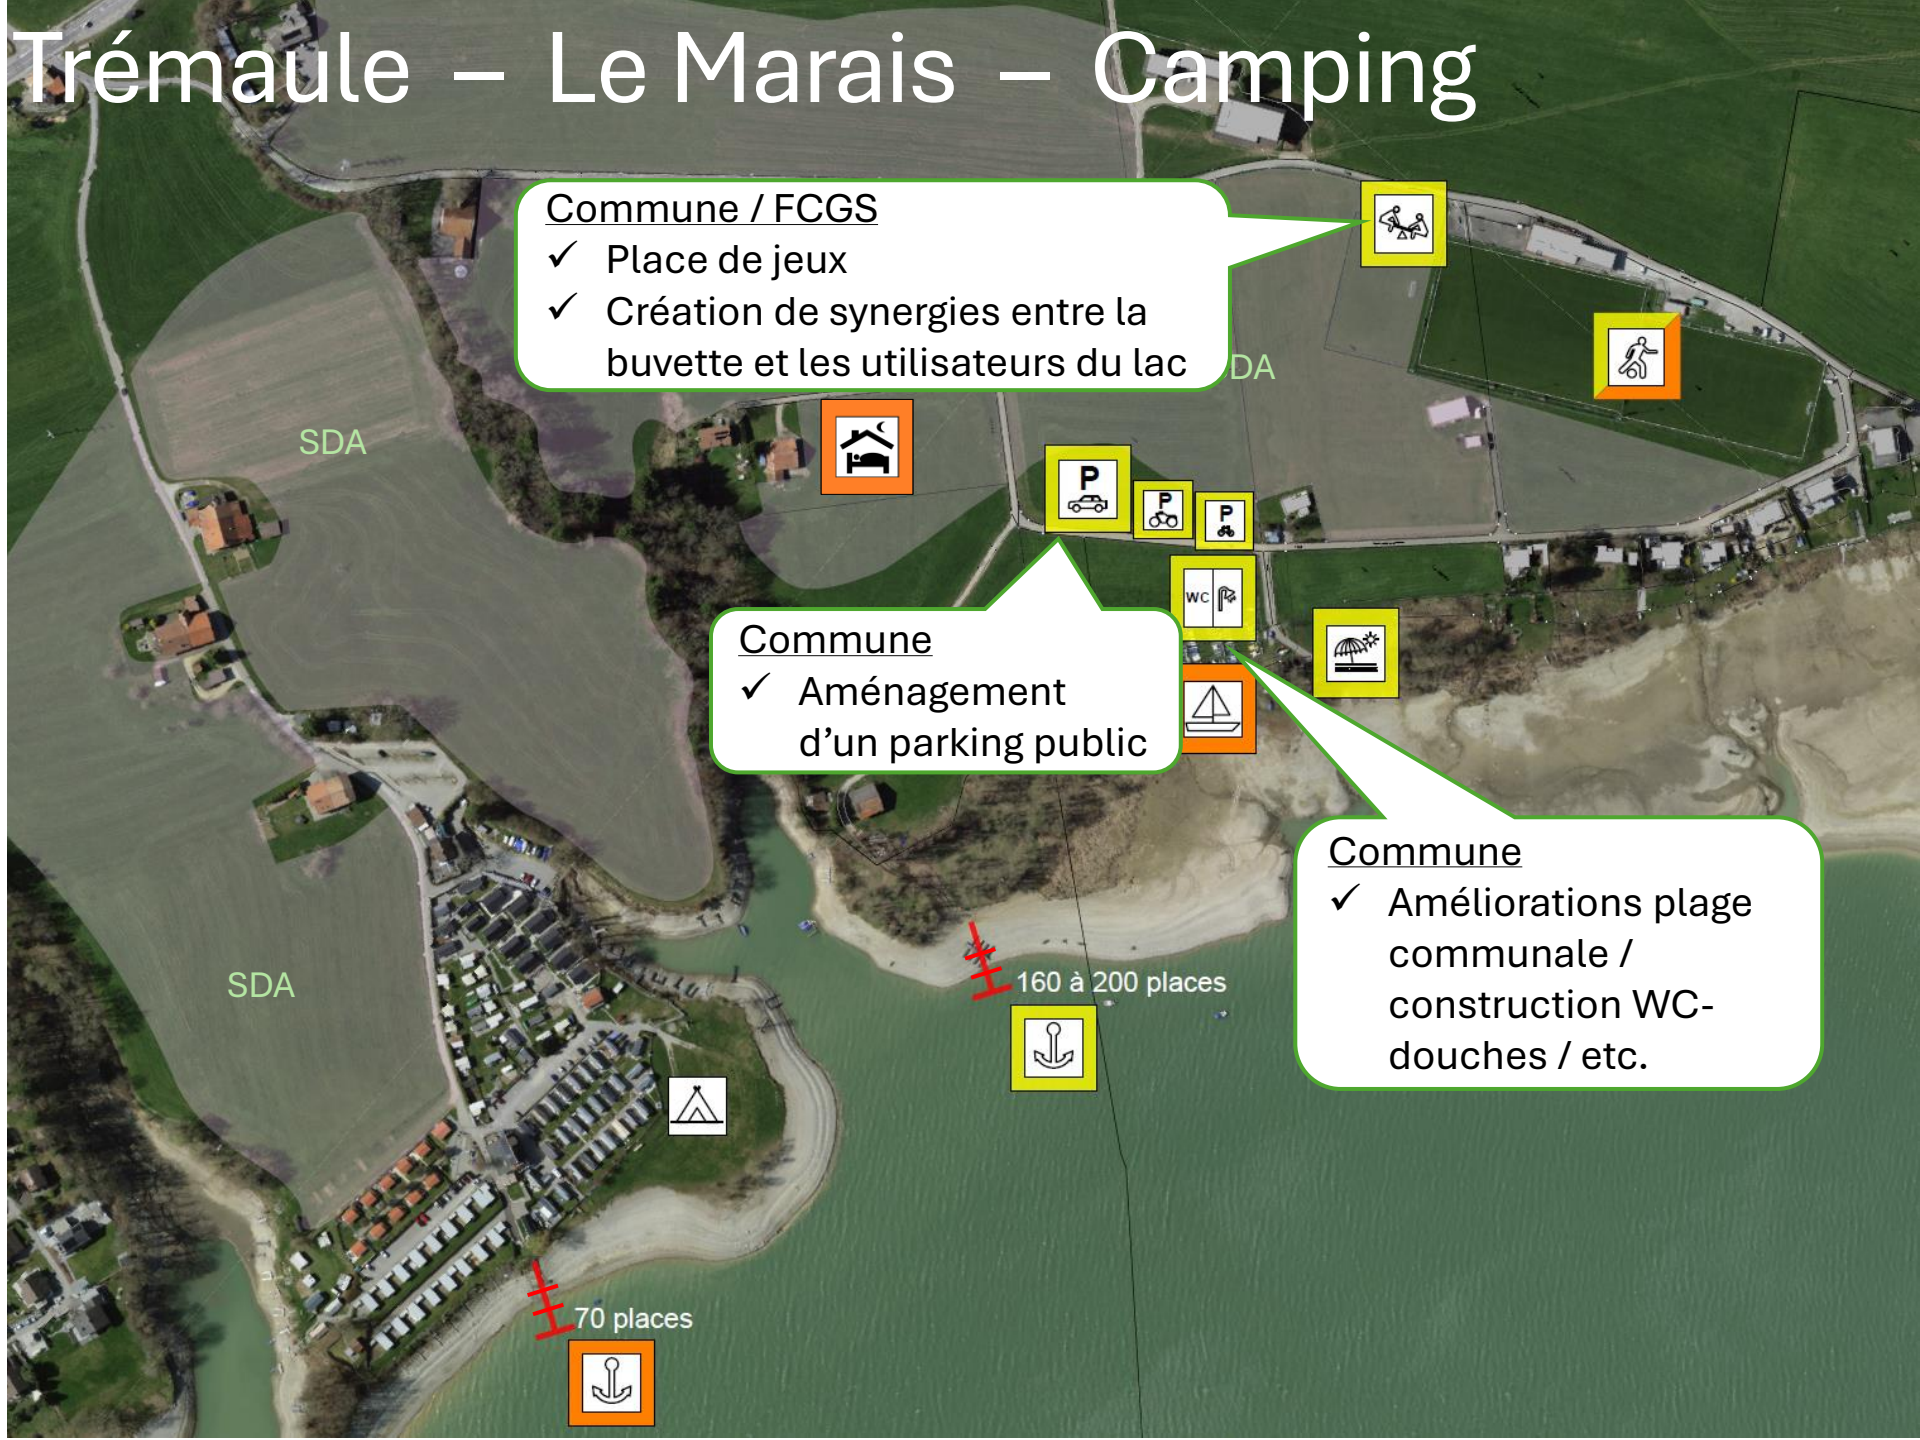 Trémaule – Le Marais – Camping
Commune / FCGS
✓ Place de jeux
✓ Création de synergies entre la
buvette et les utilisateurs du lac
DA
SDA
P
P
P
WC
Commune
✓ Aménagement
d’un parking public
Commune
✓ Améliorations plage
communale /
construction WC-
douches / etc.
SDA
160 à 200 places
70 places